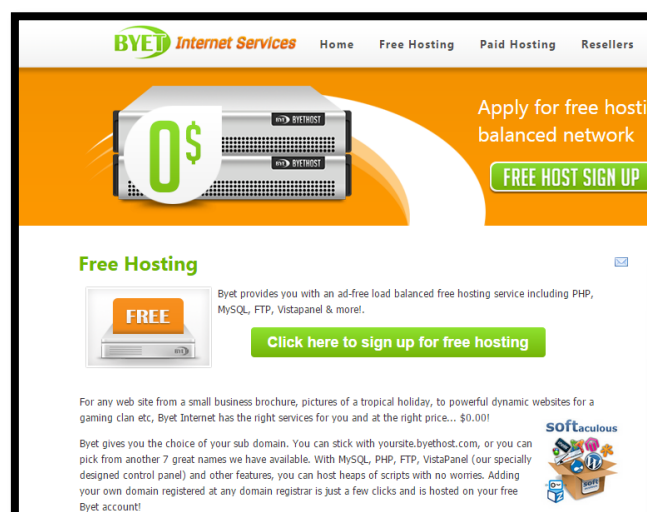 BYET Internet Services Home Free Hosting Paid Hosting Resellers
Apply for free hosti
balanced network
0$
BYET BYETHOST
BYET BYETHOST
FREE HOST SIGN UP
Free Hosting
Byet provides you with an ad-free load balanced free hosting service including PHP,
MySQL, FTP, Vistapanel & more!.
FREE
BYET
Click here to sign up for free hosting
For any web site from a small business brochure, pictures of a tropical holiday, to powerful dynamic websites for a
gaming clan etc, Byet Internet has the right services for you and at the right price... $0.00!
softaculous
Byet gives you the choice of your sub domain. You can stick with yoursite.byethost.com, or you can
pick from another 7 great names we have available. With MySQL, PHP, FTP, VistaPanel (our specially
designed control panel) and other features, you can host heaps of scripts with no worries. Adding
your own domain registered at any domain registrar is just a few clicks and is hosted on your free
Byet account!
soft